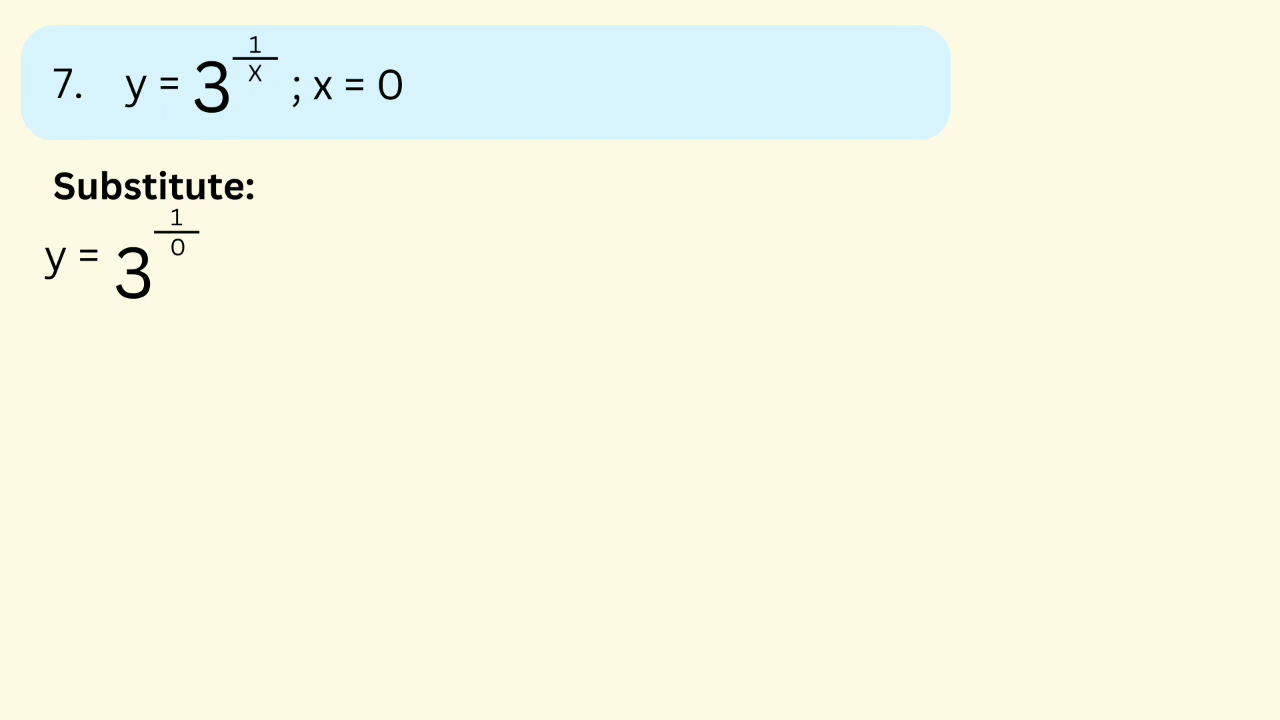 7. y = 3^(1/x) ; x = 0
Substitute:
y = 3^(1/0)